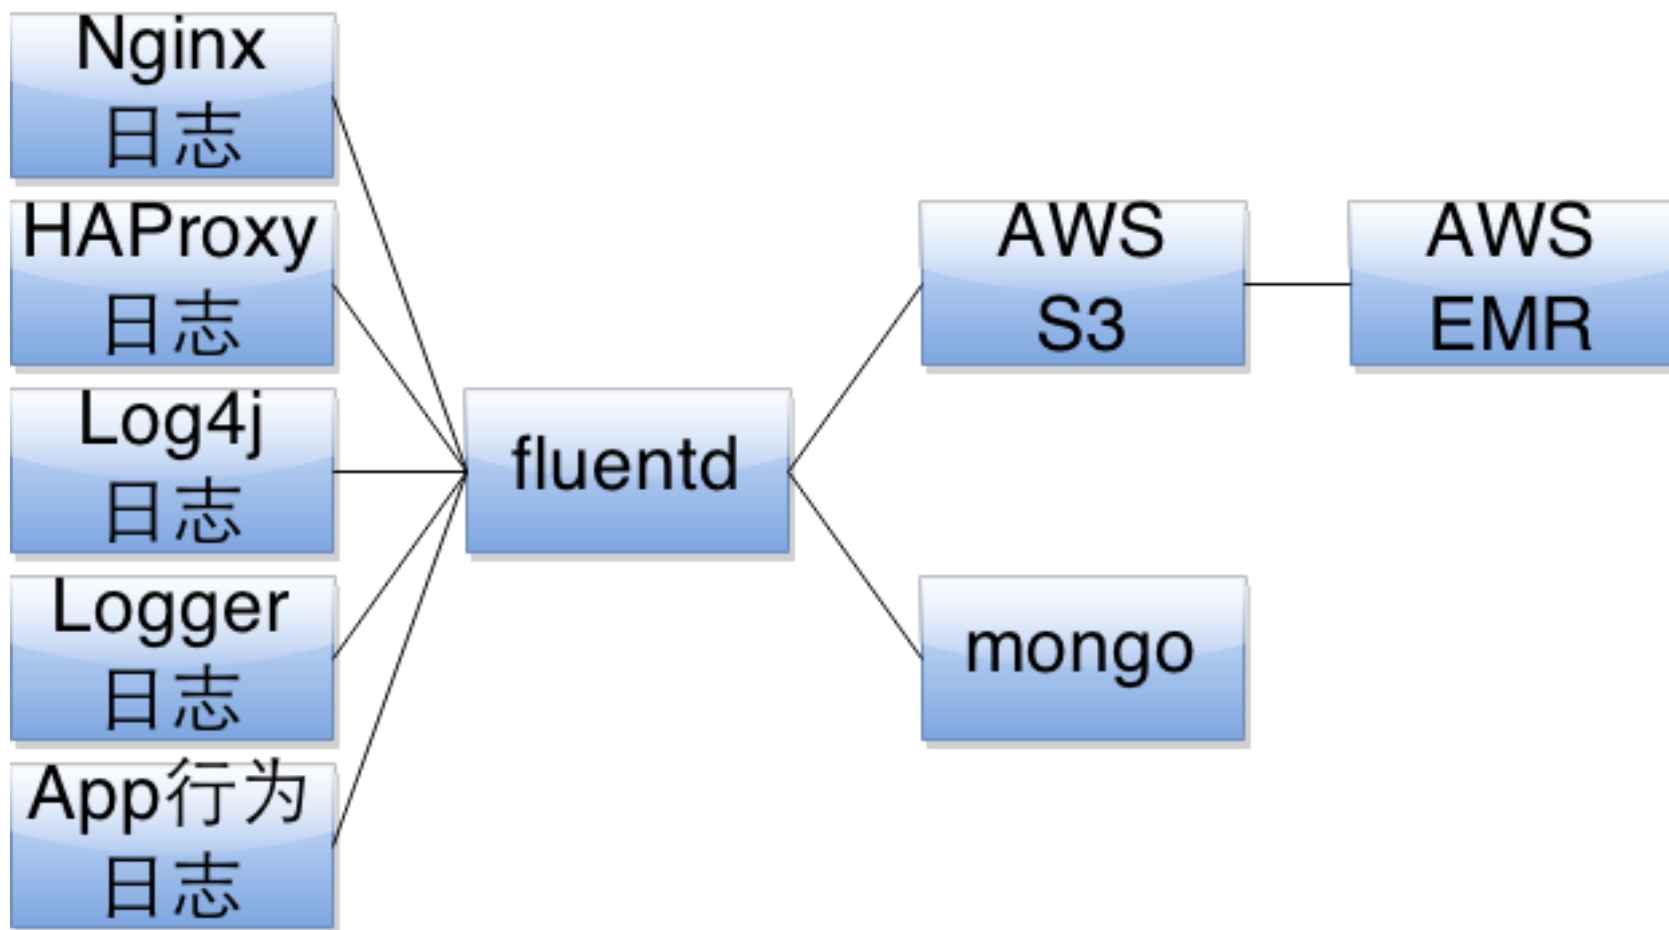 Nginx
日志
HAProxy
日志
Log4j
日志
Logger
日志
App行为
日志
fluentd
AWS
S3
AWS
EMR
mongo